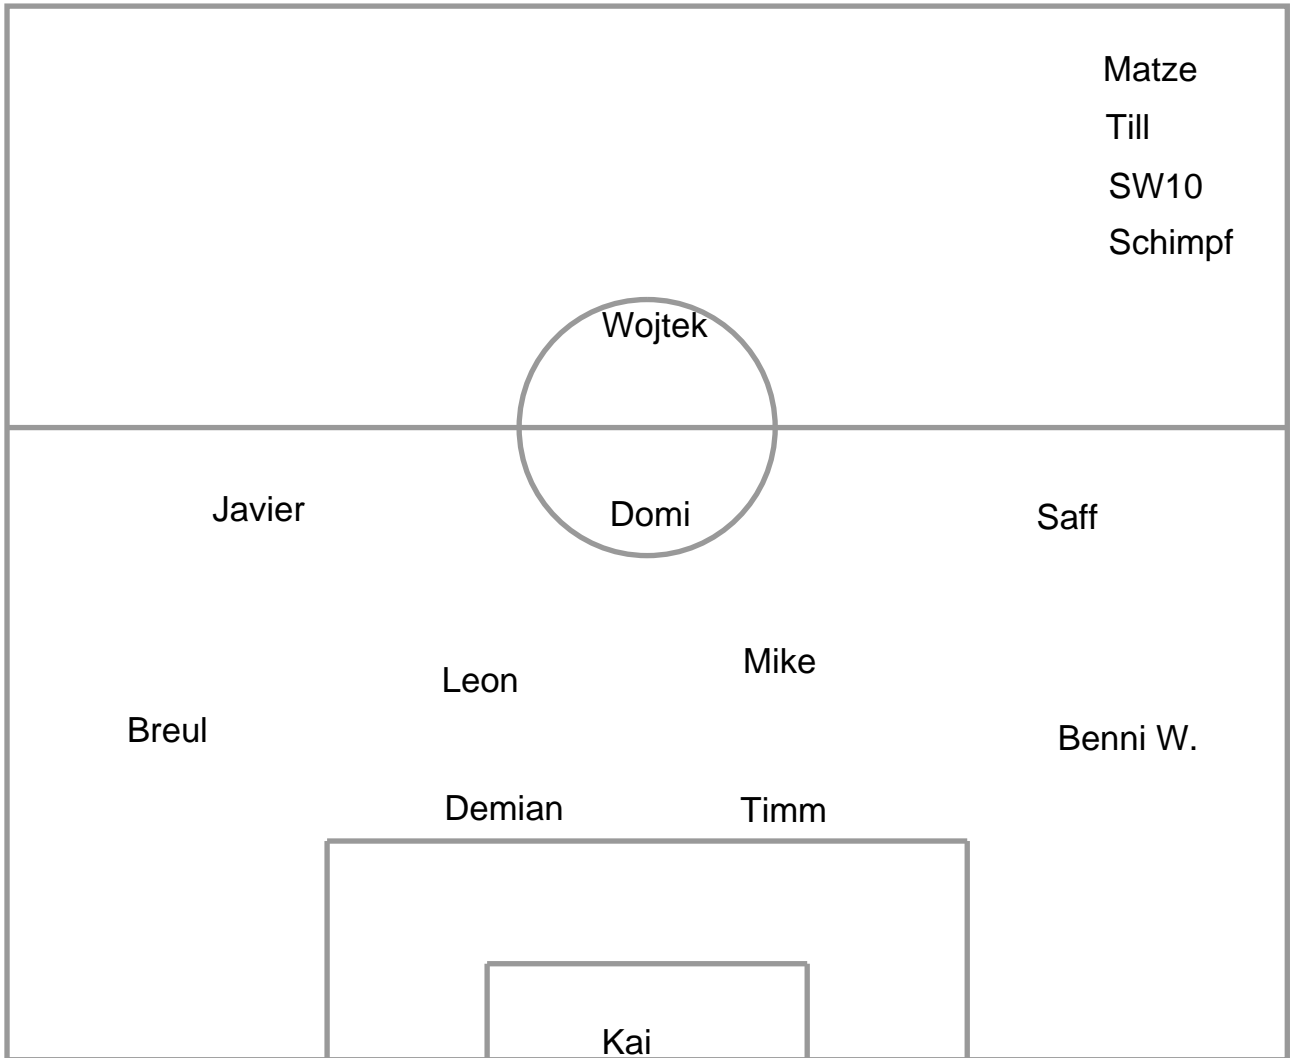 Matze
Till
SW10
Schimpf
Wojtek
Javier
Domi
Saff
Mike
Leon
Breul
Benni W.
Demian
Timm
Kai